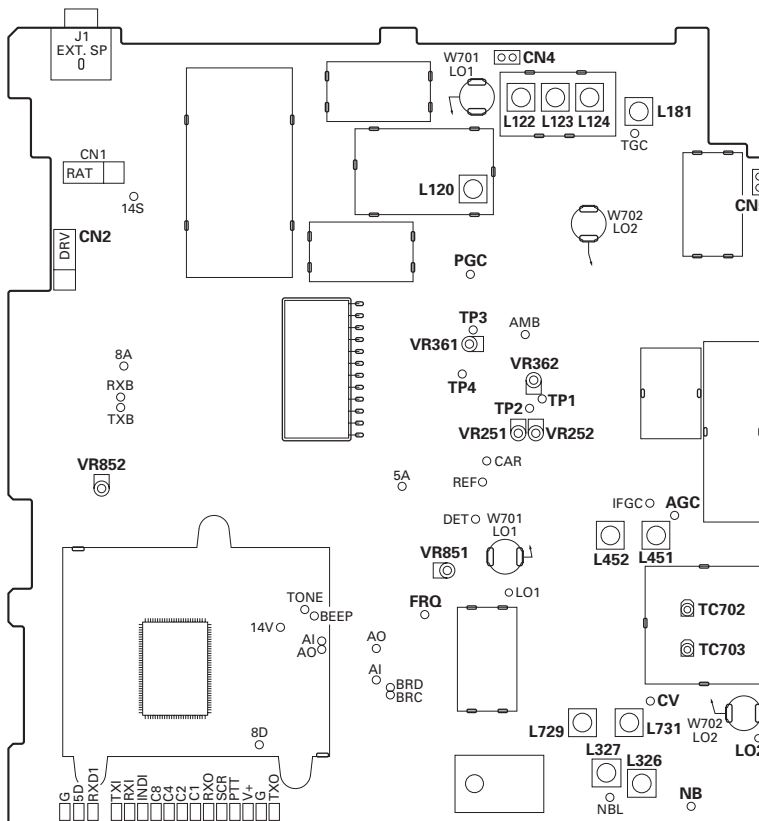 J1
EXT. SP
W701
LO1
CN4
L122
L123
L124
L181
TGC
CN1
RAT
14S
L120
W702
LO2
CN2
DRV
PGC
TP3
AMB
VR361
VR362
8A
TP4
RXB
TXB
TP2
TP1
VR251
VR252
VR852
CAR
5A
REF
IFGC
AGC
DET
W701
LO1
L452
L451
VR851
LO1
TONE
FRQ
TC702
BEEP
14V
AI
AO
AO
TC703
AI
BRD
BRC
CV
L729
L731
W702
LO2
8D
L327
L326
NBL
NB
G
5D
RXD1
TXI
RXI
INDI
C8
C4
C2
C1
RXO
SCR
PTT
V+
G
TXO